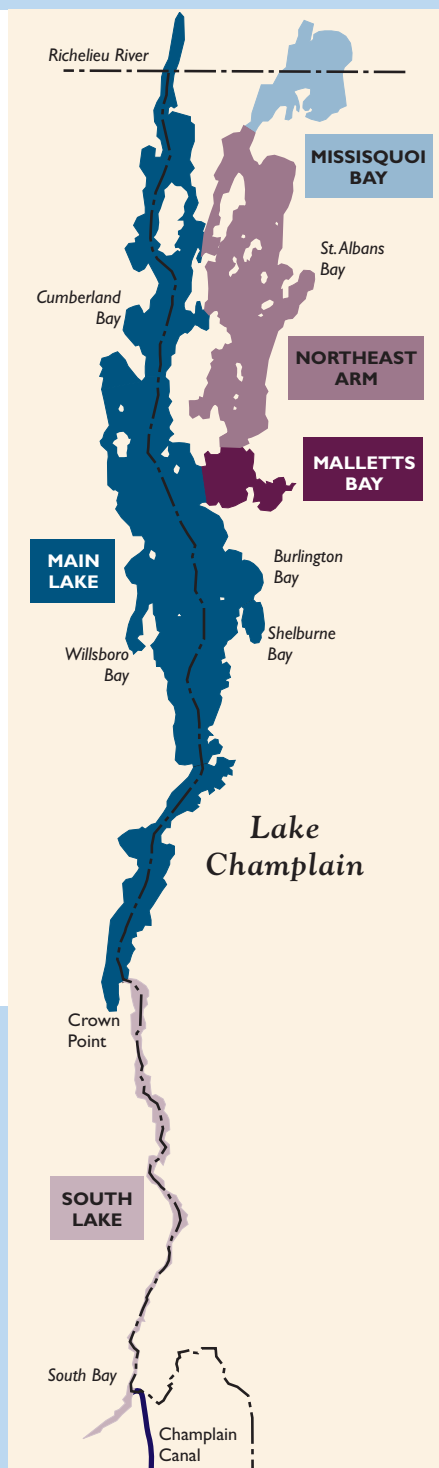 Richelieu River
MISSISQUOI
BAY
St. Albans
Bay
Cumberland
Bay
NORTHEAST
ARM
MALLETTS
BAY
MAIN
LAKE
Burlington
Bay
Shelburne
Bay
Willsboro
Bay
Lake
Champlain
Crown
Point
SOUTH
LAKE
South Bay
Champlain
Canal